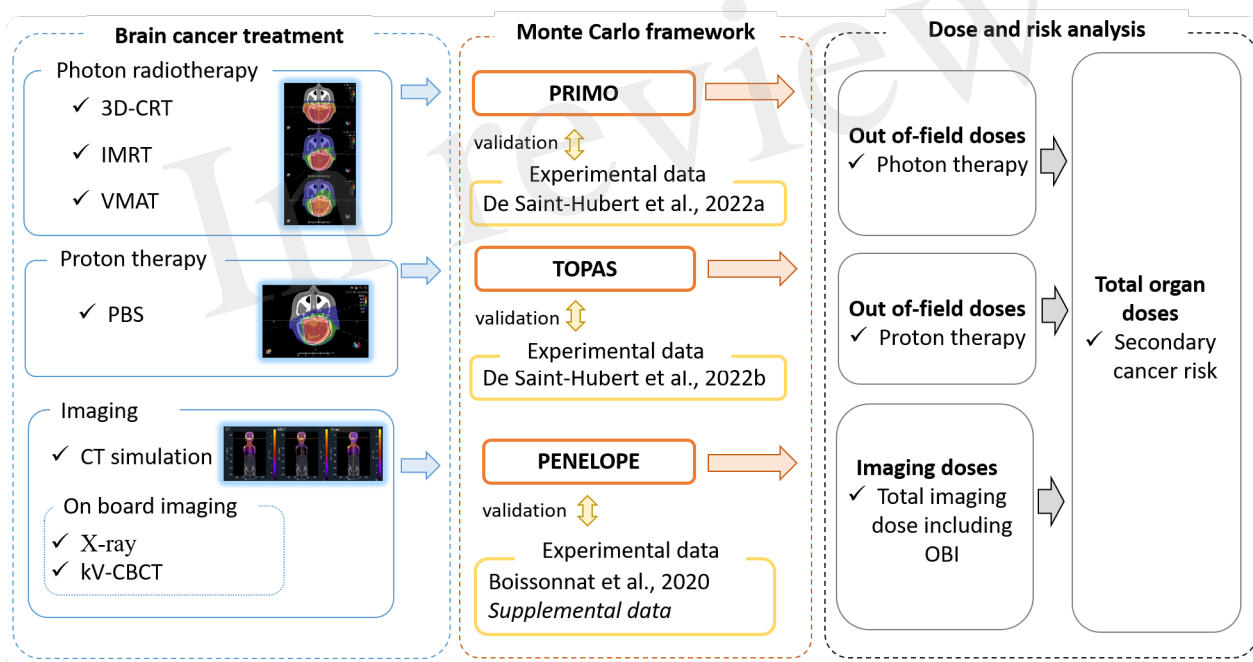 Brain cancer treatment
Photon radiotherapy
✓ 3D-CRT
✓ IMRT
✓ VMAT
Proton therapy
✓ PBS
Imaging
✓ CT simulation
On board imaging
✓ X-ray
✓ kV-CBCT
Monte Carlo framework
PRIMO
validation
Experimental data
De Saint-Hubert et al., 2022a
TOPAS
validation
Experimental data
De Saint-Hubert et al., 2022b
PENELOPE
validation
Experimental data
Boissonnat et al., 2020
Supplemental data
Dose and risk analysis
Out of-field doses
✓ Photon therapy
Out of-field doses
✓ Proton therapy
Imaging doses
✓ Total imaging
dose including
OBI
Total organ
doses
✓ Secondary
cancer risk
In review